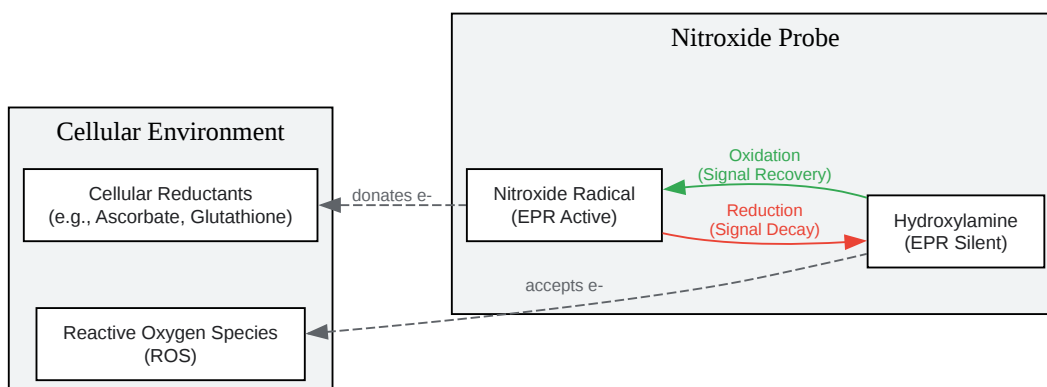 Nitroxide Probe
Cellular Environment
Cellular Reductants
(e.g., Ascorbate, Glutathione)
donates e-
Nitroxide Radical
(EPR Active)
Oxidation
(Signal Recovery)
Reduction
(Signal Decay)
Hydroxylamine
(EPR Silent)
accepts e-
Reactive Oxygen Species
(ROS)